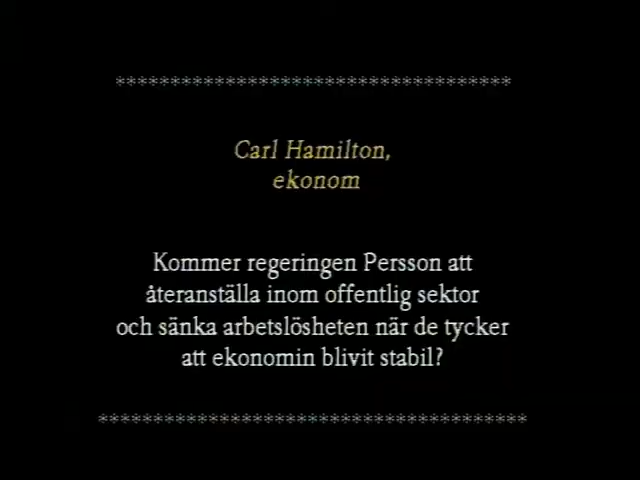 ************************************
Carl Hamilton,
ekonom
Kommer regeringen Persson att
återanställa inom offentlig sektor
och sänka arbetslösheten när de tycker
att ekonomin blivit stabil?
***************************************